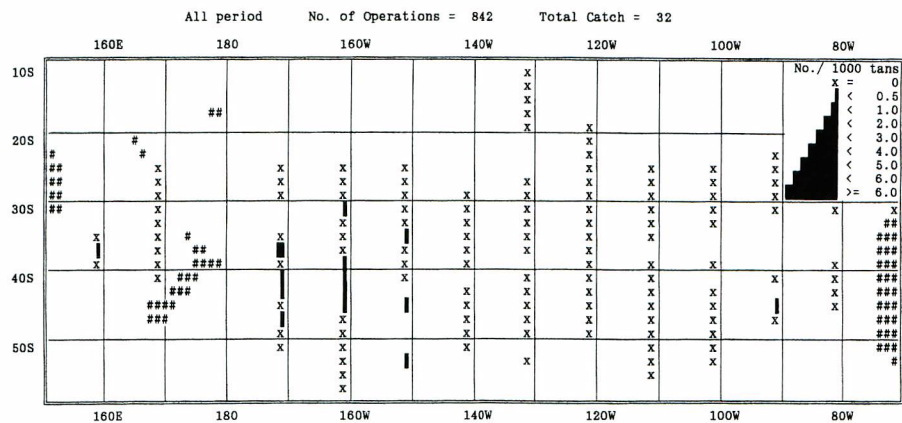 All period No. of Operations = 842 Total Catch = 32
160E 180 160W 140W 120W 100W 80W
No./ 1000 tans
x = 0
< 0.5
< 1.0
< 2.0
< 3.0
< 4.0
< 5.0
< 6.0
>= 6.0
10S
20S
30S
40S
50S
160E 180 160W 140W 120W 100W 80W